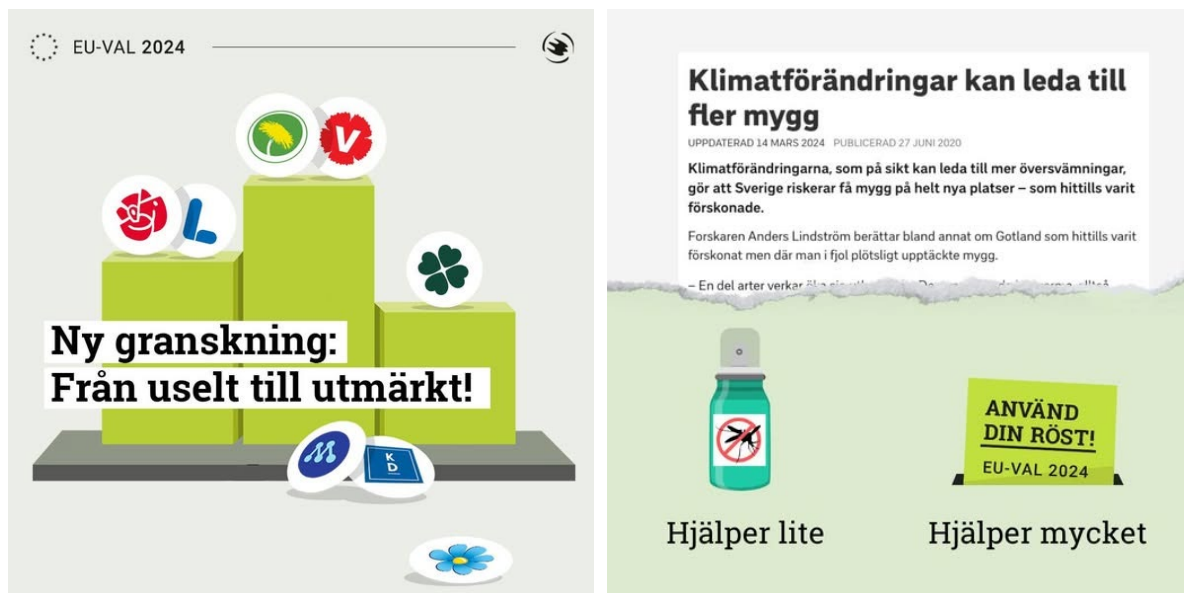 EU-VAL 2024
V
L
M
K
D
Ny granskning:
Från uselt till utmärkt!
Klimatförändringar kan leda till
fler mygg
UPPDATERAD 14 MARS 2024 PUBLICERAD 27 JUNI 2020
Klimatförändringarna, som på sikt kan leda till mer översvämningar,
gör att Sverige riskerar få mygg på helt nya platser – som hittills varit
förskonade.
Forskaren Anders Lindström berättar bland annat om Gotland som hittills varit
förskonat men där man i fjol plötsligt upptäckte mygg.
– En del arter verkar
ANVÄND
DIN RÖST!
EU-VAL 2024
Hjälper lite
Hjälper mycket